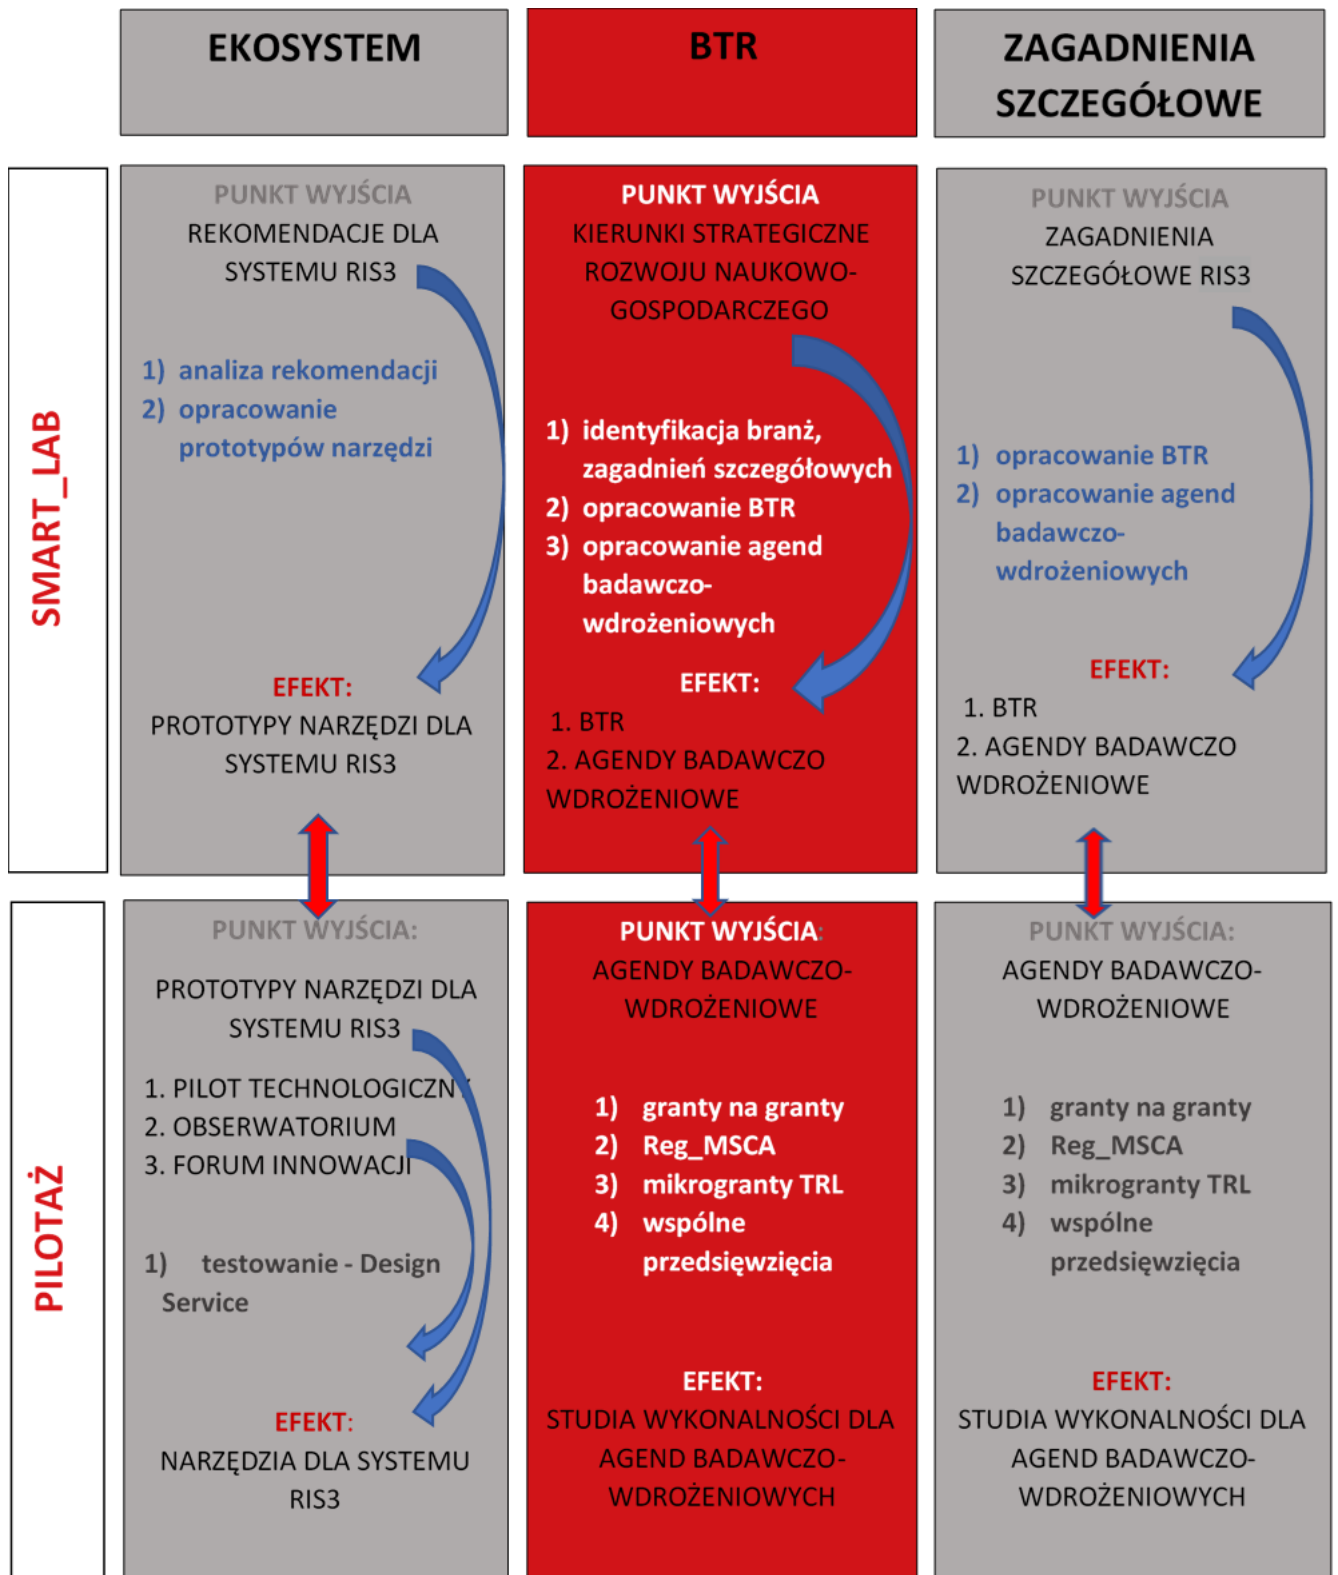 EKOSYSTEM
BTR
ZAGADNIENIA
SZCZEGÓŁOWE
SMART_LAB
PUNKT WYJŚCIA
REKOMENDACJE DLA
SYSTEMU RIS3
1) analiza rekomendacji
2) opracowanie
prototypów narzędzi
EFEKT:
PROTOTYPY NARZĘDZI DLA
SYSTEMU RIS3
PUNKT WYJŚCIA
KIERUNKI STRATEGICZNE
ROZWOJU NAUKOWO-
GOSPODARCZEGO
1) identyfikacja branż,
zagadnień szczegółowych
2) opracowanie BTR
3) opracowanie agend
badawczo-
wdrożeniowych
EFEKT:
1. BTR
2. AGENDY BADAWCZO
WDROŻENIOWE
PUNKT WYJŚCIA
ZAGADNIENIA
SZCZEGÓŁOWE RIS3
1) opracowanie BTR
2) opracowanie agend
badawczo-
wdrożeniowych
EFEKT:
1. BTR
2. AGENDY BADAWCZO
WDROŻENIOWE
PILOTAŻ
PUNKT WYJŚCIA:
PROTOTYPY NARZĘDZI DLA
SYSTEMU RIS3
1. PILOT TECHNOLOGICZNY
2. OBSERWATORIUM
3. FORUM INNOWACJI
1) testowanie - Design
Service
EFEKT:
NARZĘDZIA DLA SYSTEMU
RIS3
PUNKT WYJŚCIA:
AGENDY BADAWCZO-
WDROŻENIOWE
1) granty na granty
2) Reg_MSCA
3) mikrogranty TRL
4) wspólne
przedsięwzięcia
EFEKT:
STUDIA WYKONALNOŚCI DLA
AGEND BADAWCZO-
WDROŻENIOWYCH
PUNKT WYJŚCIA:
AGENDY BADAWCZO-
WDROŻENIOWE
1) granty na granty
2) Reg_MSCA
3) mikrogranty TRL
4) wspólne
przedsięwzięcia
EFEKT:
STUDIA WYKONALNOŚCI DLA
AGEND BADAWCZO-
WDROŻENIOWYCH